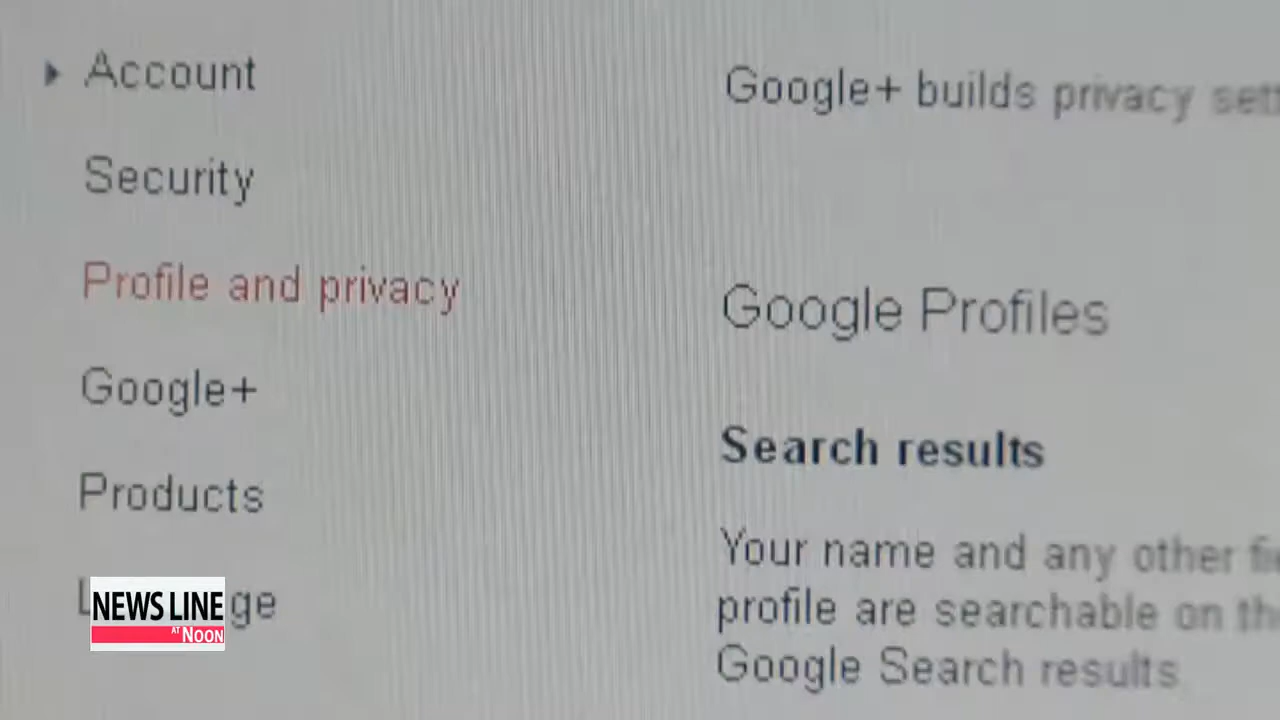 Account
Security
Profile and privacy
Google+
Products
Google+ builds privacy
Google Profiles
Search results
Your name and any other
profile are searchable on
Google Search results
NEWS LINE
AT NOON